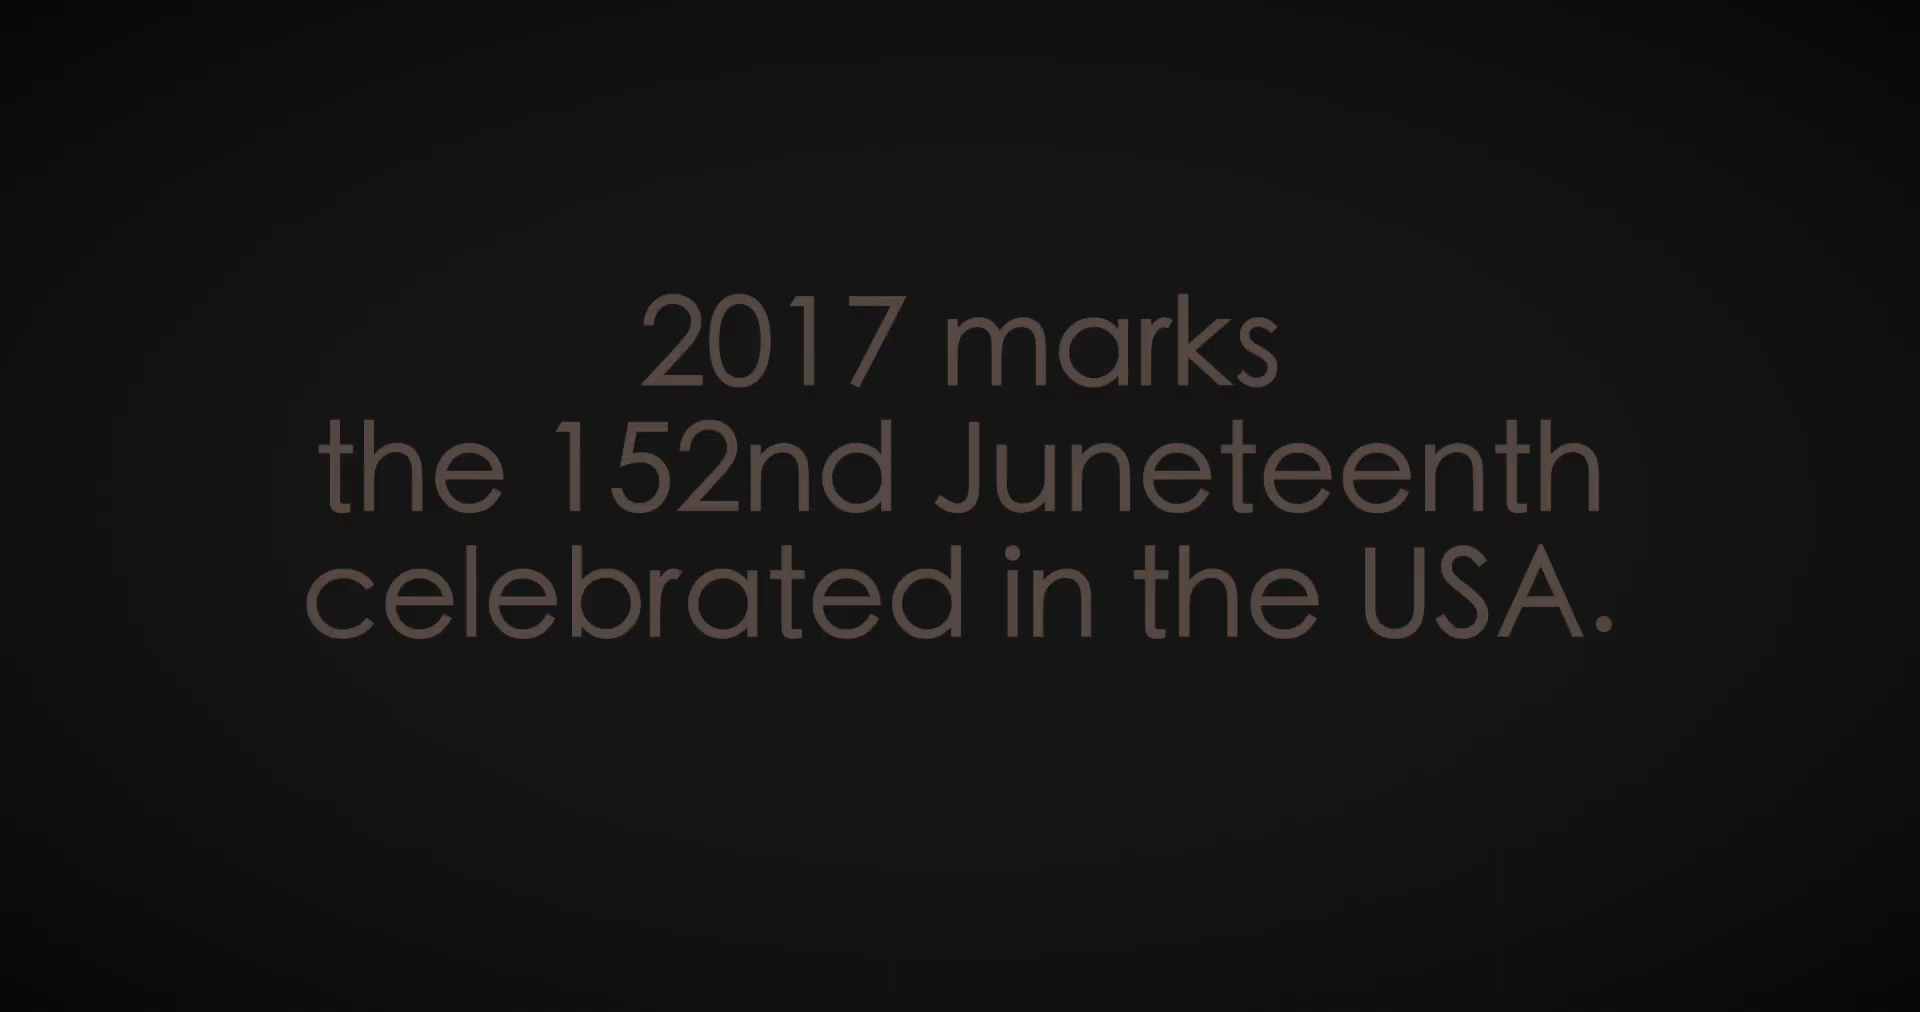 2017 marks
the 152nd Juneteenth
celebrated in the USA.